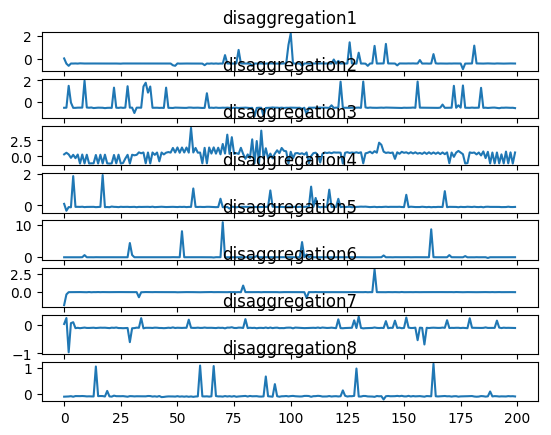 disaggregation1
2
0
disaggregation2
2
0
disaggregation3
2.5
0.0
disaggregation4
2
0
disaggregation5
10
0
disaggregation6
2.5
0.0
disaggregation7
0
−1
disaggregation8
1
0
0 25 50 75 100 125 150 175 200